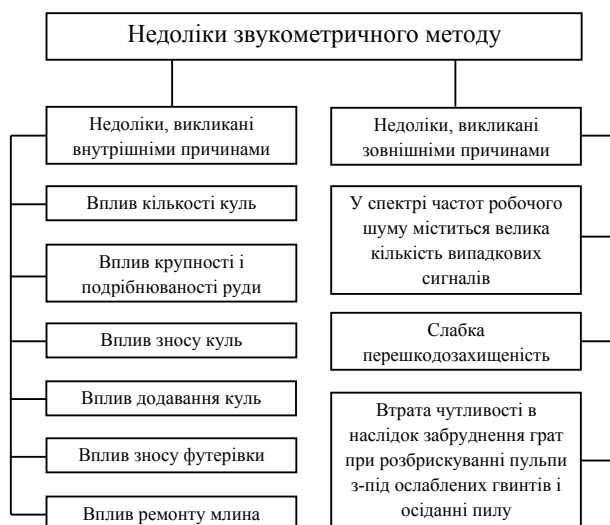 Недоліки звукометричного методу
Недоліки, викликані
внутрішніми причинами
Вплив кількості куль
Вплив крупності і
подрібнюваності руди
Вплив зносу куль
Вплив додавання куль
Вплив зносу футерівки
Вплив ремонту млина
Недоліки, викликані
зовнішніми причинами
У спектрі частот робочого
шуму міститься велика
кількість випадкових
сигналів
Слабка
перешкодозахищеність
Втрата чутливості в
наслідок забруднення грат
при розбрискуванні пульпи
з-під ослаблених гвинтів і
осіданні пилу